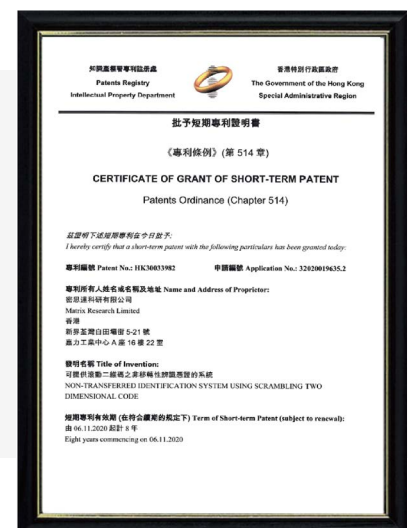 知識產權署專利註冊處
Patents Registry
Intellectual Property Department
香港特別行政區政府
The Government of the Hong Kong
Special Administrative Region
批予短期專利證明書
《專利條例》(第 514 章)
CERTIFICATE OF GRANT OF SHORT-TERM PATENT
Patents Ordinance (Chapter 514)
茲證明下述短期專利在今日批予:
I hereby certify that a short-term patent with the following particulars has been granted today:
專利編號 Patent No.: HK30033982 申請編號 Application No.: 32020019635.2
專利所有人姓名或名稱及地址 Name and Address of Proprietor:
密思達科研有限公司
Matrix Research Limited
香港
新界荃灣白田壩街 5-21 號
嘉力工業中心 A 座 16 樓 22 室
發明名稱 Title of Invention:
可提供滾動二維碼之非移轉性辨識憑證的系統
NON-TRANSFERRED IDENTIFICATION SYSTEM USING SCRAMBLING TWO
DIMENSIONAL CODE
短期專利有效期 (在符合續期的規定下) Term of Short-term Patent (subject to renewal):
由 06.11.2020 起計 8 年
Eight years commencing on 06.11.2020